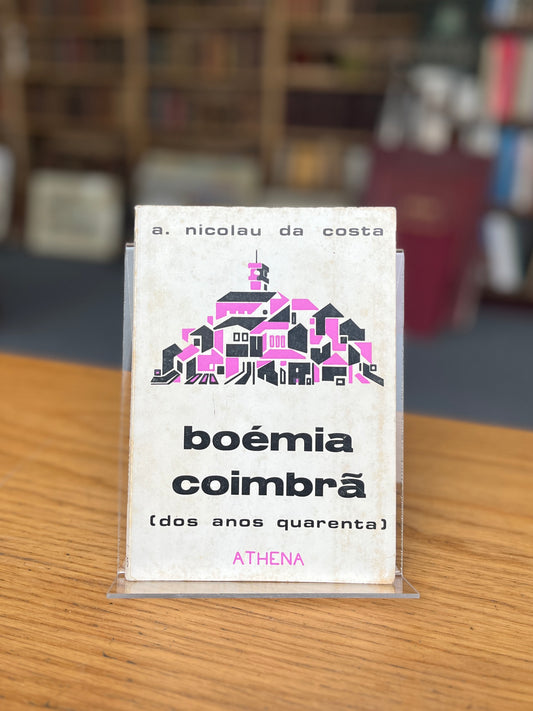 a. nicolau da costa
boémia
coimbrã
(dos anos quarenta)
ATHENA